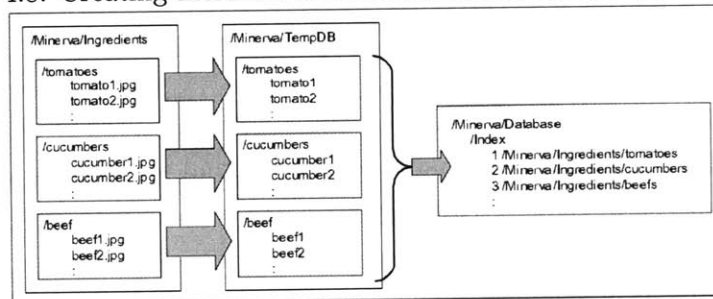 /Minerva/Ingredients
/tomatoes
tomato1.jpg
tomato2.jpg
:
/cucumbers
cucumber1.jpg
cucumber2.jpg
:
/beef
beef1.jpg
beef2.jpg
:
/Minerva/TempDB
/tomatoes
tomato1
tomato2
:
/cucumbers
cucumber1
cucumber2
:
/beef
beef1
beef2
:
/Minerva/Database
/Index
1 /Minerva/Ingredients/tomatoes
2 /Minerva/Ingredients/cucumbers
3 /Minerva/Ingredients/beefs
: